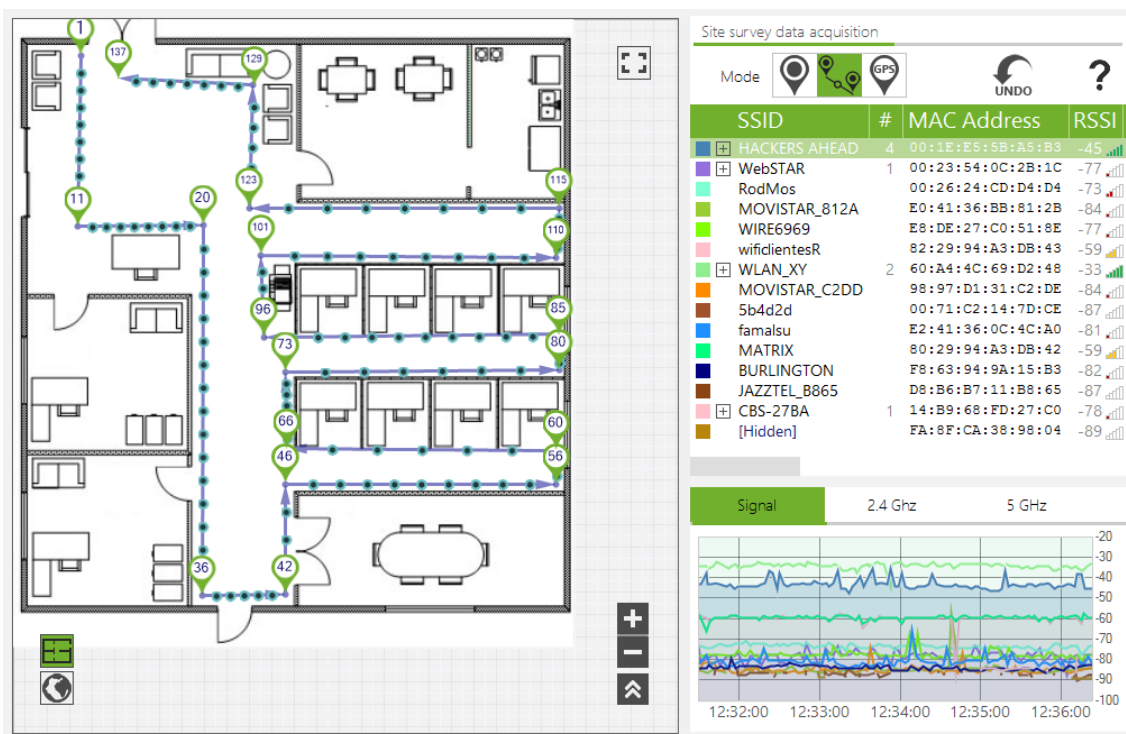 1
137
129
11
20
123
115
101
110
96
85
73
80
66
60
46
56
36
42
Site survey data acquisition
Mode GPS UNDO ?
SSID # MAC Address RSSI
HACKERS AHEAD 4 00:1E:E5:5B:A5:B3 -45
WebSTAR 1 00:23:54:0C:2B:1C -77
RodMos 00:26:24:CD:D4:D4 -73
MOVISTAR_812A E0:41:36:BB:81:2B -84
WIRE6969 E8:DE:27:C0:51:8E -77
wificlientesR 82:29:94:A3:DB:43 -59
WLAN_XY 2 60:A4:4C:69:D2:48 -33
MOVISTAR_C2DD 98:97:D1:31:C2:DE -84
5b4d2d 00:71:C2:14:7D:CE -87
famalsu E2:41:36:0C:4C:A0 -81
MATRIX 80:29:94:A3:DB:42 -59
BURLINGTON F8:63:94:9A:15:B3 -82
JAZZTEL_B865 D8:B6:B7:11:B8:65 -87
CBS-27BA 1 14:B9:68:FD:27:C0 -78
[Hidden] FA:8F:CA:38:98:04 -89
Signal 2.4 Ghz 5 GHz
-20
-30
-40
-50
-60
-70
-80
-90
-100
12:32:00 12:33:00 12:34:00 12:35:00 12:36:00